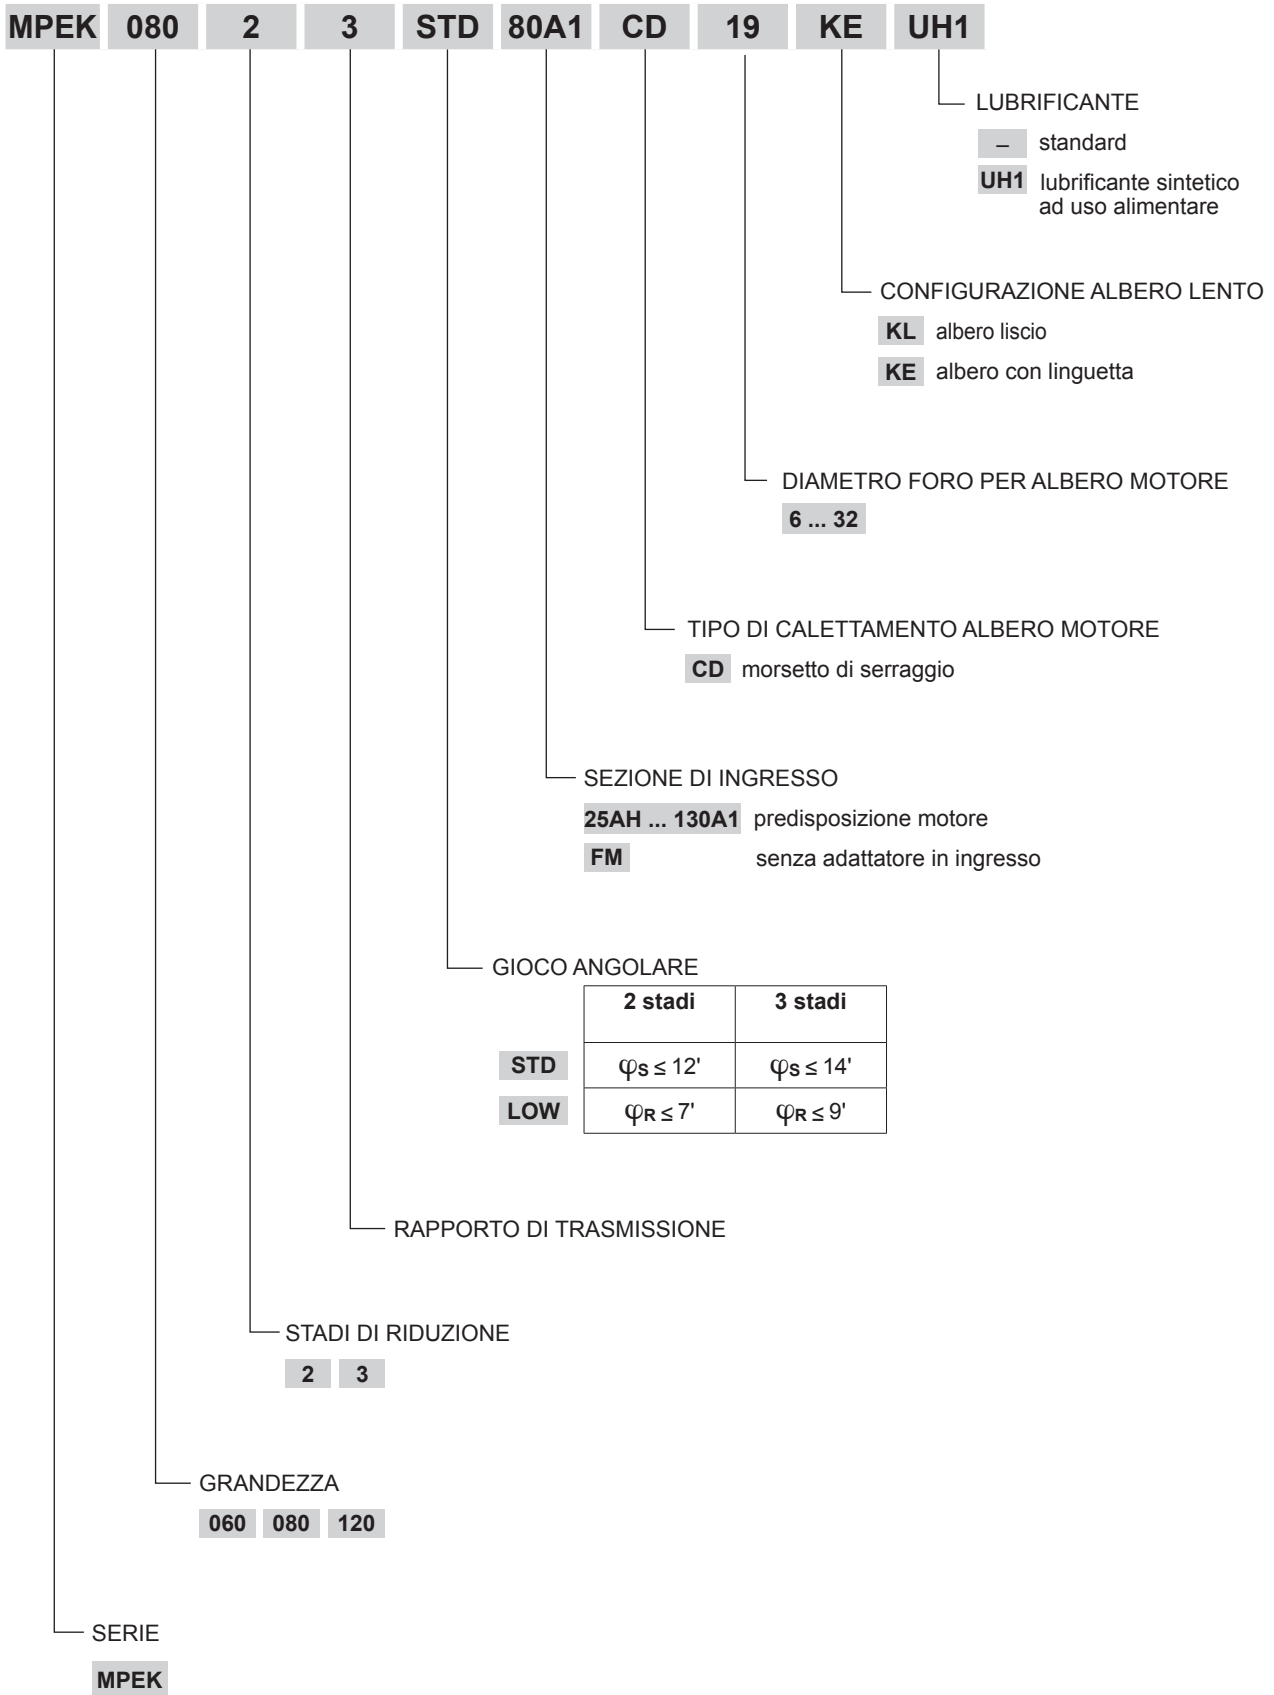 MPEK 080 2 3 STD 80A1 CD 19 KE UH1
LUBRIFICANTE
– standard
UH1 lubrificante sintetico
ad uso alimentare
CONFIGURAZIONE ALBERO LENTO
KL albero liscio
KE albero con linguetta
DIAMETRO FORO PER ALBERO MOTORE
6 ... 32
TIPO DI CALETTAMENTO ALBERO MOTORE
CD morsetto di serraggio
SEZIONE DI INGRESSO
25AH ... 130A1 predisposizione motore
FM senza adattatore in ingresso
GIOCO ANGOLARE
2 stadi 3 stadi
STD φS ≤ 12' φS ≤ 14'
LOW φR ≤ 7' φR ≤ 9'
RAPPORTO DI TRASMISSIONE
STADI DI RIDUZIONE
2 3
GRANDEZZA
060 080 120
SERIE
MPEK